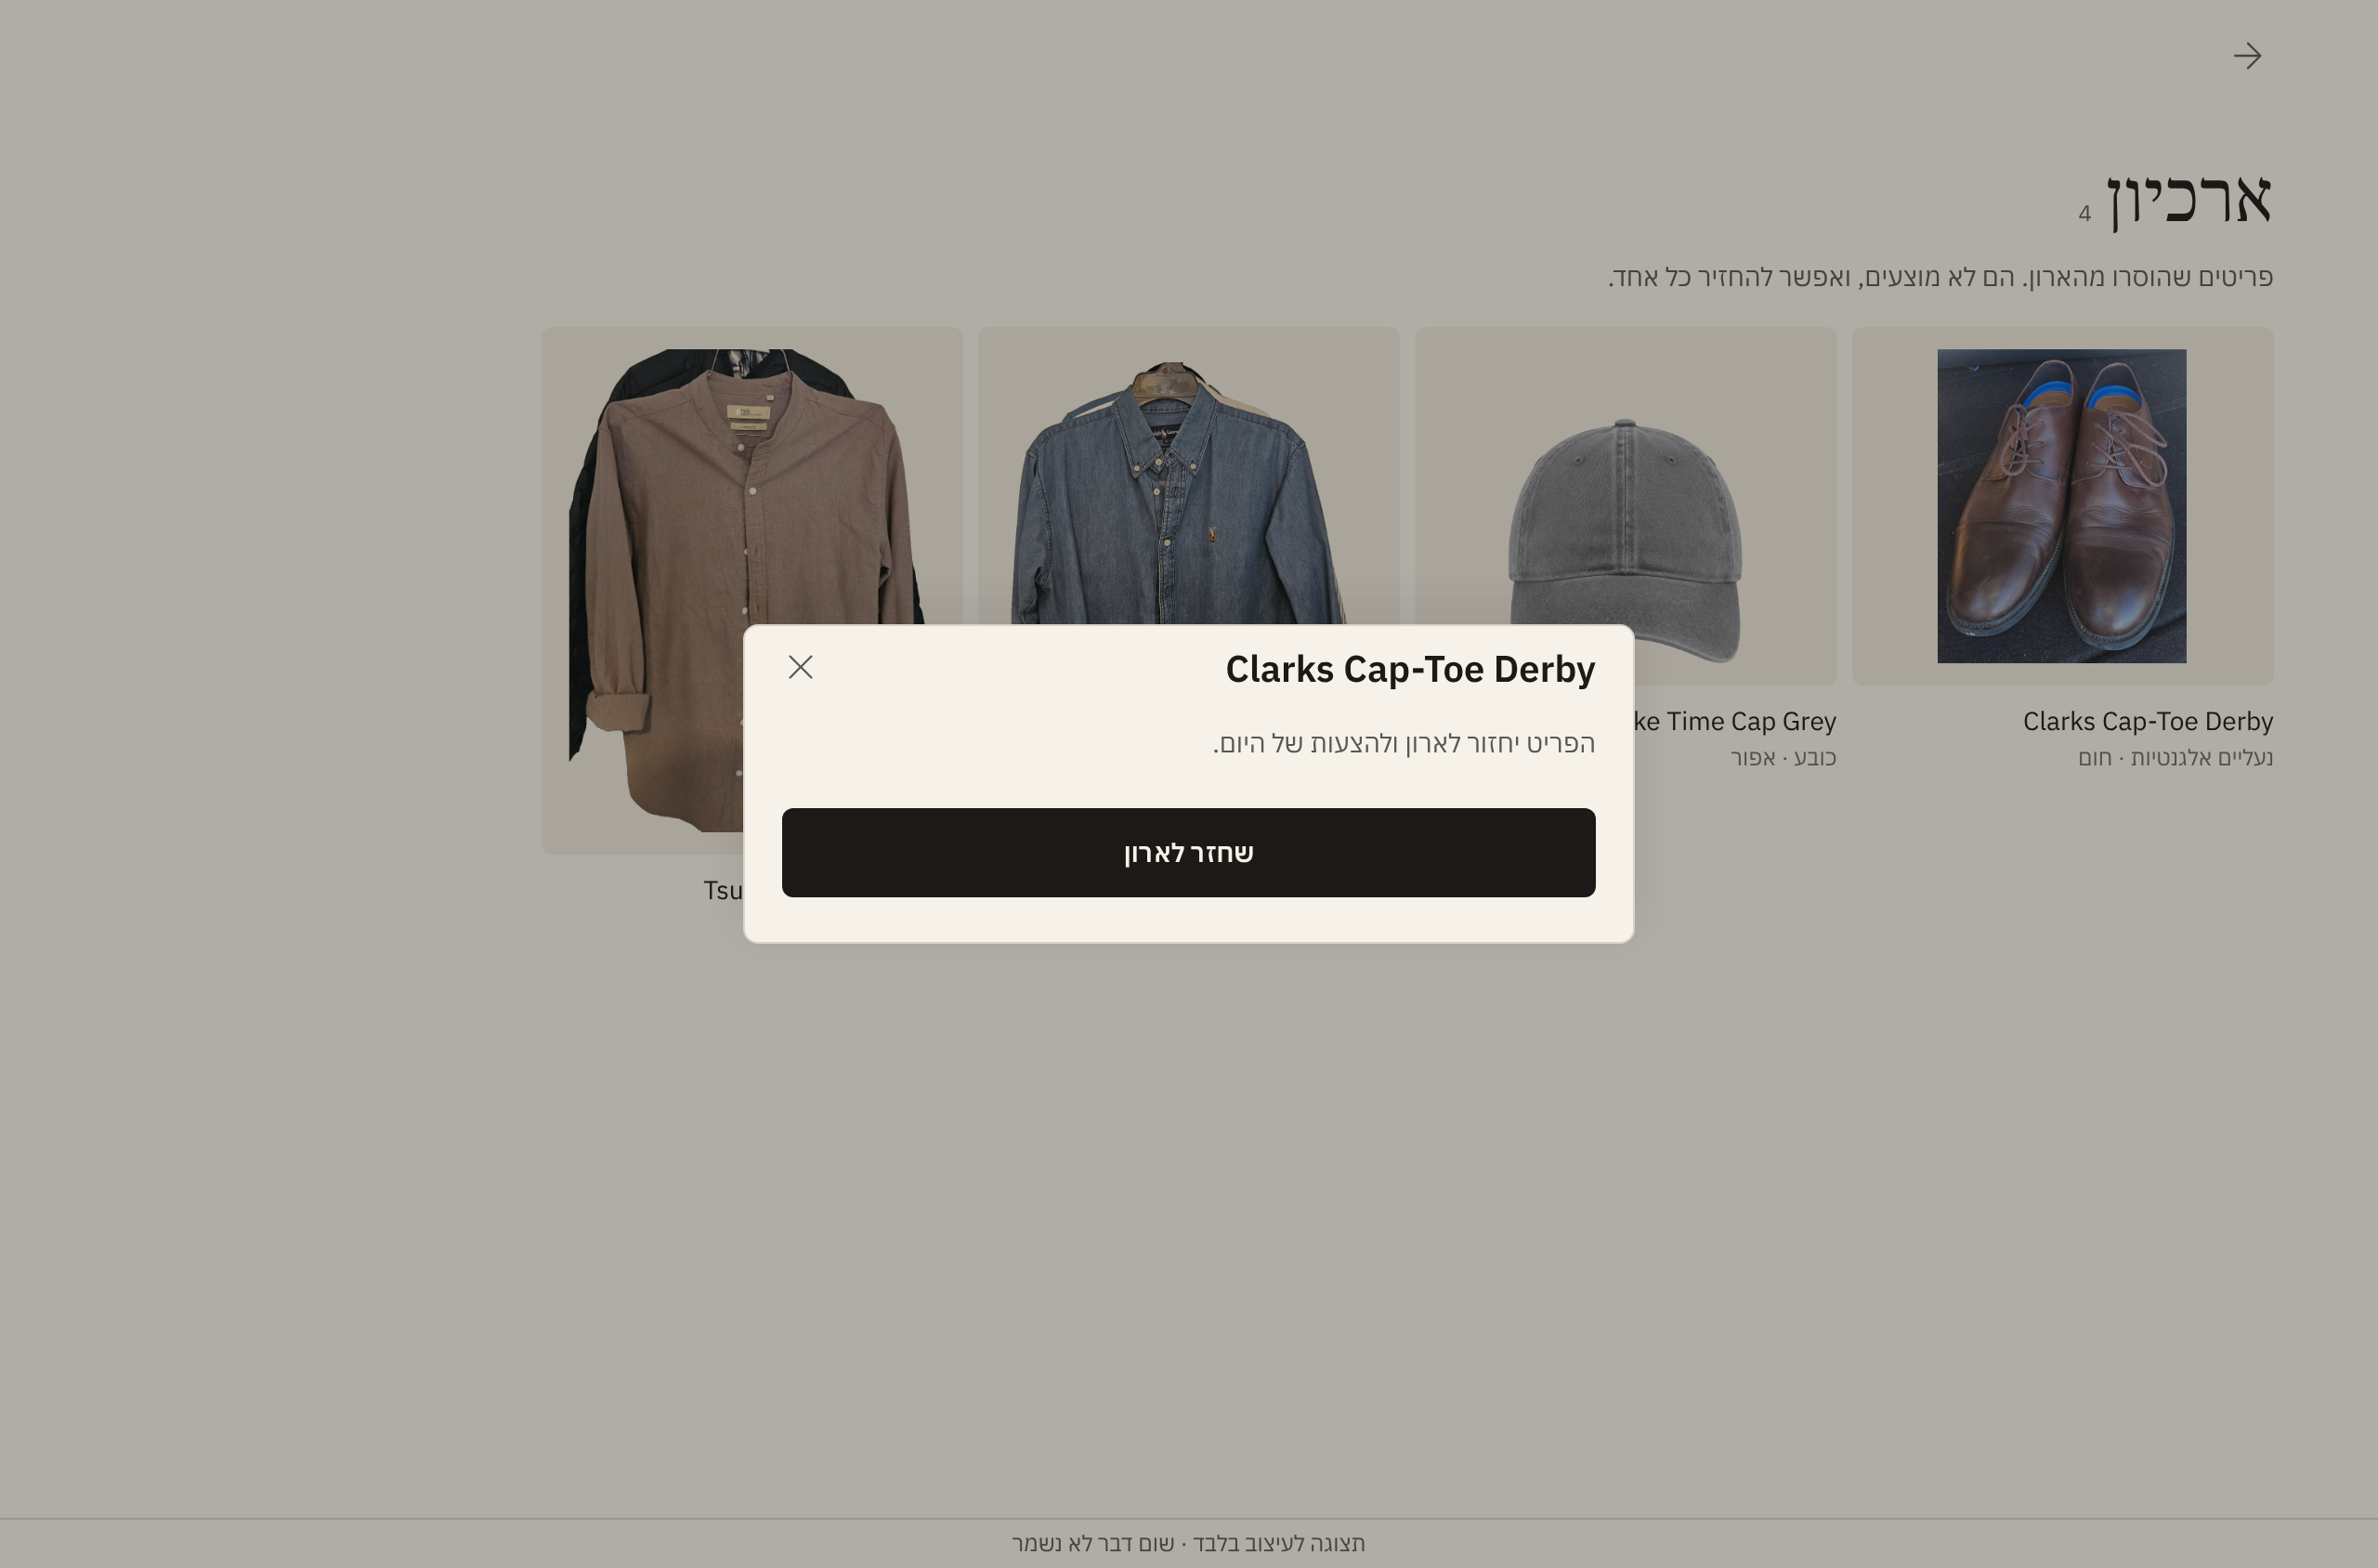 ארכיון 4
פריטים שהוסרו מהארון. הם לא מוצעים, ואפשר להחזיר כל אחד.
Clarks Cap-Toe Derby
הפריט יחזור לארון ולהצעות של היום.
שחזר לארון
Clarks Cap-Toe Derby
נעליים אלגנטיות · חום
Time Cap Grey
כובע · אפור
תצוגה לעיצוב בלבד · שום דבר לא נשמר